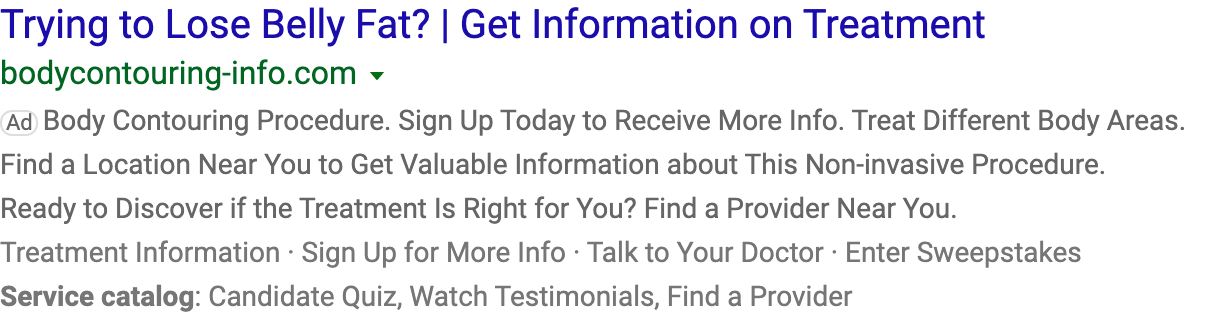 Trying to Lose Belly Fat? | Get Information on Treatment
bodycontouring-info.com
Ad Body Contouring Procedure. Sign Up Today to Receive More Info. Treat Different Body Areas.
Find a Location Near You to Get Valuable Information about This Non-invasive Procedure.
Ready to Discover if the Treatment Is Right for You? Find a Provider Near You.
Treatment Information · Sign Up for More Info · Talk to Your Doctor · Enter Sweepstakes
Service catalog: Candidate Quiz, Watch Testimonials, Find a Provider